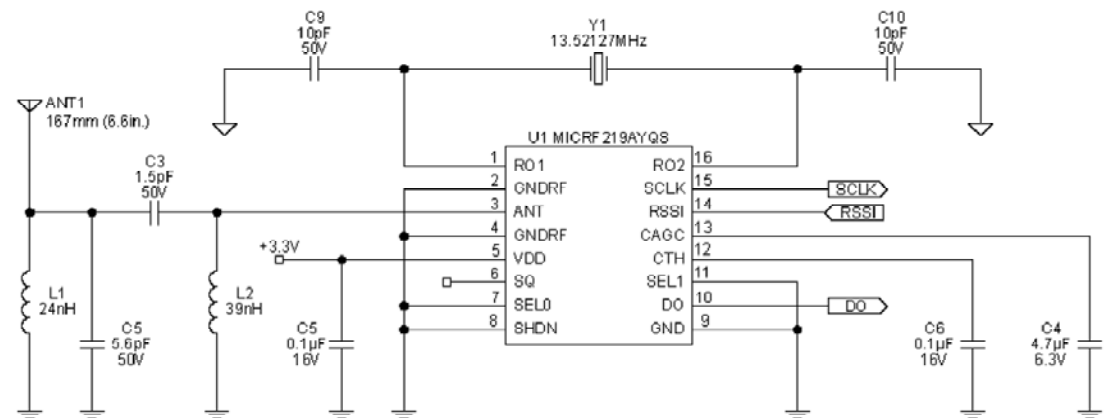 C9
10pF
50V
Y1
13.52127MHz
C10
10pF
50V
ANT1
167mm (6.6in.)
C3
1.5pF
50V
U1 MICRF219AYQS
1 RO1
2 GNDRF
3 ANT
4 GNDRF
5 VDD
6 SQ
7 SEL0
8 SHDN
RO2 16
SCLK 15
RSSI 14
CAGC 13
CTH 12
SEL1 11
DO 10
GND 9
SCLK
RSSI
DO
+3.3V
L1
24nH
C5
5.6pF
50V
L2
39nH
C5
0.1µF
16V
C6
0.1µF
16V
C4
4.7µF
6.3V